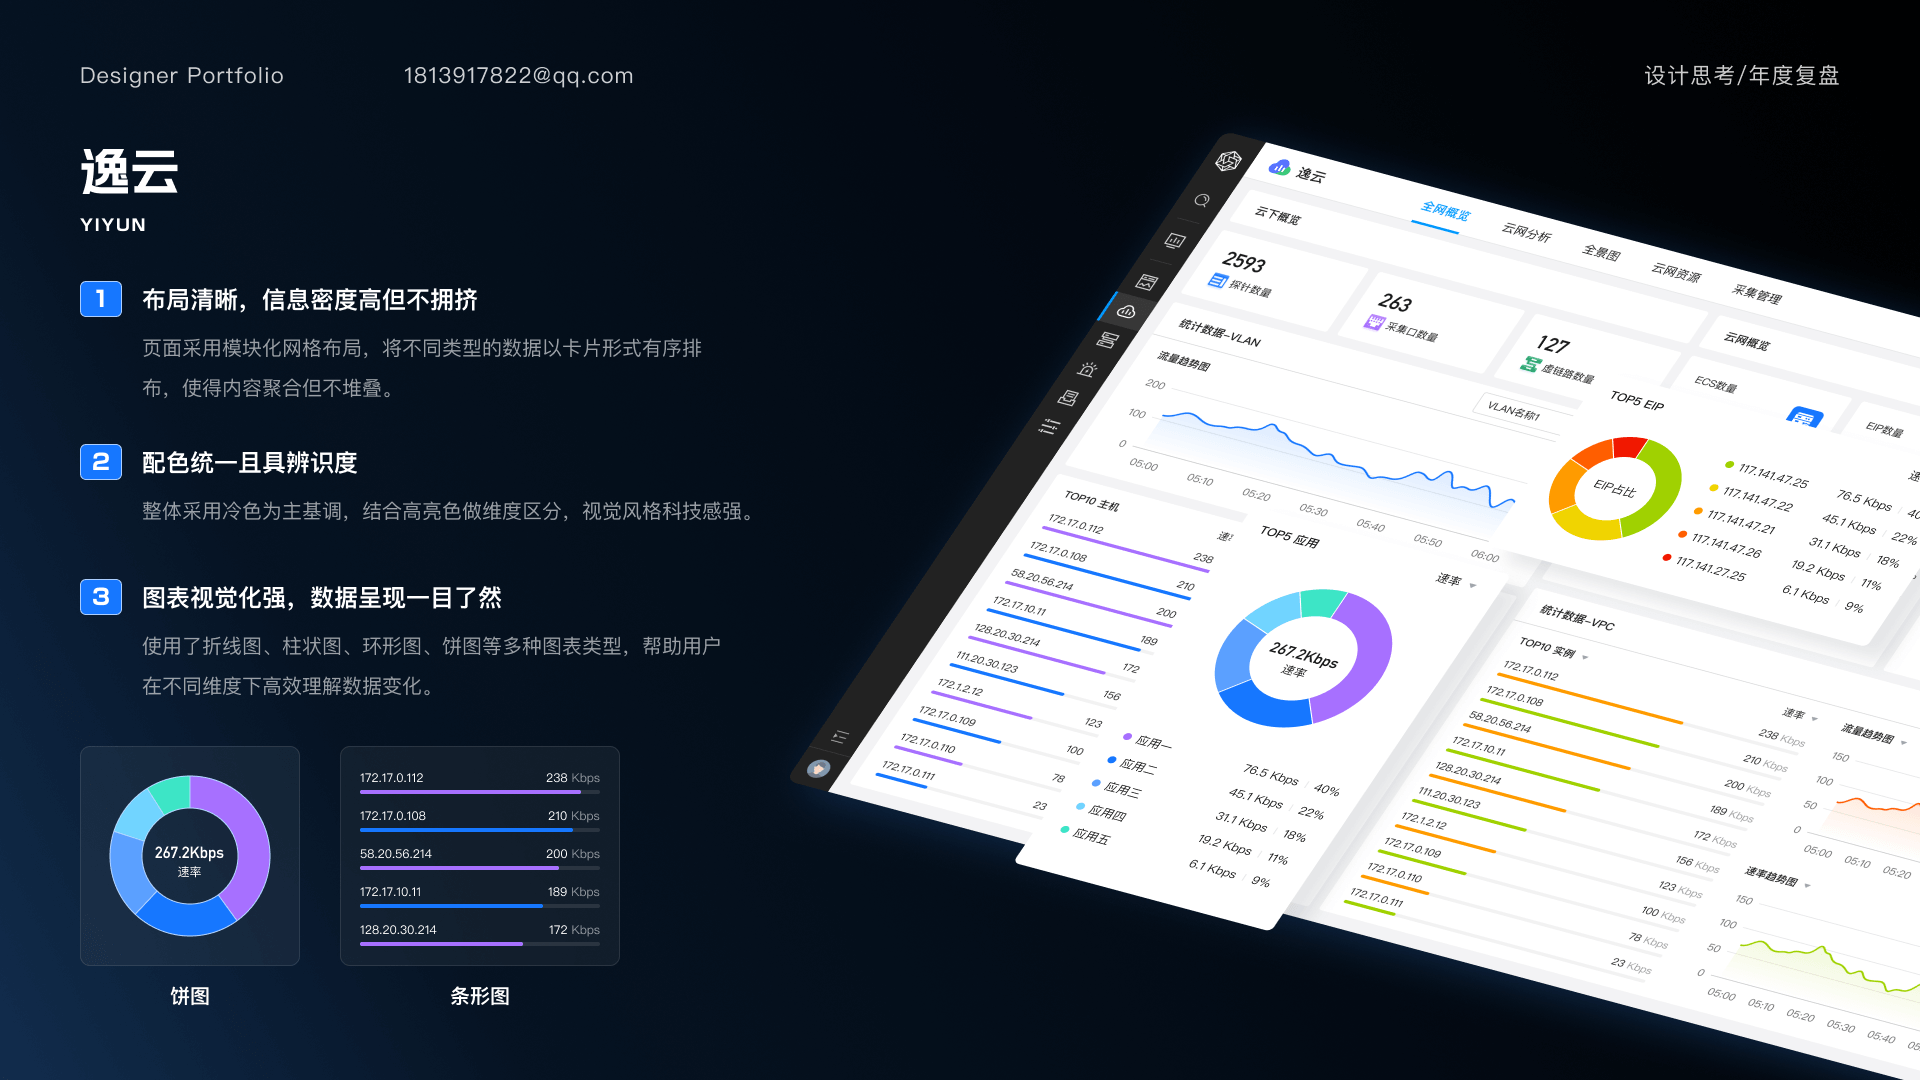 Designer Portfolio
1813917822@qq.com
设计思考/年度复盘
逸云
YIYUN
1
布局清晰，信息密度高但不拥挤
页面采用模块化网格布局，将不同类型的数据以卡片形式有序排
布，使得内容聚合但不堆叠。
2
配色统一且具辨识度
整体采用冷色为主基调，结合高亮色做维度区分，视觉风格科技感强。
3
图表视觉化强，数据呈现一目了然
使用了折线图、柱状图、环形图、饼图等多种图表类型，帮助用户
在不同维度下高效理解数据变化。
267.2Kbps
速率
饼图
172.17.0.112 238 Kbps
172.17.0.108 210 Kbps
58.20.56.214 200 Kbps
172.17.10.11 189 Kbps
128.20.30.214 172 Kbps
条形图
逸云
全网概览
云网分析
全景图
云网资源
采集管理
云下概览
2593
探针数量
263
采集口数量
127
虚链路数量
云网概览
ECS数量
EIP数量
统计数据-VLAN
流量趋势图
VLAN名称1
200
100
0
05:00
05:10
05:20
05:30
05:40
05:50
06:00
TOP10 主机
172.17.0.112 238
172.17.0.108 210
58.20.56.214 200
172.17.10.11 189
128.20.30.214 172
111.20.30.123 156
172.1.2.12 123
172.17.0.109 100
172.17.0.110 78
172.17.0.111 23
TOP5 应用
速率
267.2Kbps
速率
应用一 76.5 Kbps 40%
应用二 45.1 Kbps 22%
应用三 31.1 Kbps 18%
应用四 19.2 Kbps 11%
应用五 6.1 Kbps 9%
TOP5 EIP
EIP占比
117.141.47.25 76.5 Kbps
117.141.47.22 45.1 Kbps 22%
117.141.47.21 31.1 Kbps 18%
117.141.47.26 19.2 Kbps 11%
117.141.27.25 6.1 Kbps 9%
统计数据-VPC
TOP10 实例
速率
172.17.0.112 238 Kbps
172.17.0.108 210 Kbps
58.20.56.214 200 Kbps
172.17.10.11 189 Kbps
128.20.30.214 172 Kbps
111.20.30.123 156 Kbps
172.1.2.12 123 Kbps
172.17.0.109 100 Kbps
172.17.0.110 78 Kbps
172.17.0.111 23 Kbps
流量趋势图
150
100
50
0
05:00
05:10
05:20
速率趋势图
150
100
50
0
05:00
05:10
05:20
05:30
05:40